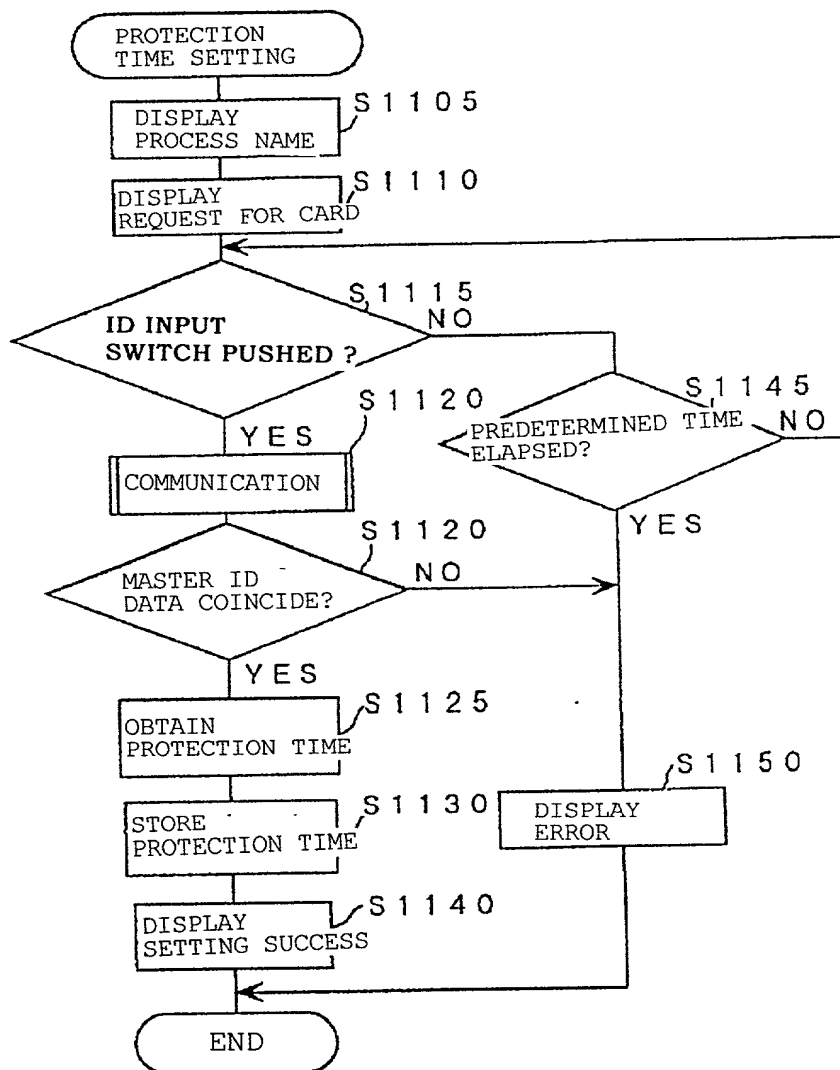 PROTECTION
TIME SETTING
S1105
DISPLAY
PROCESS NAME
S1110
DISPLAY
REQUEST FOR CARD
S1115
ID INPUT
SWITCH PUSHED ?
NO
S1145
PREDETERMINED TIME
ELAPSED?
NO
YES
YES
S1120
COMMUNICATION
S1120
MASTER ID
DATA COINCIDE?
NO
YES
S1125
OBTAIN
PROTECTION TIME
S1130
STORE
PROTECTION TIME
S1150
DISPLAY
ERROR
S1140
DISPLAY
SETTING SUCCESS
END